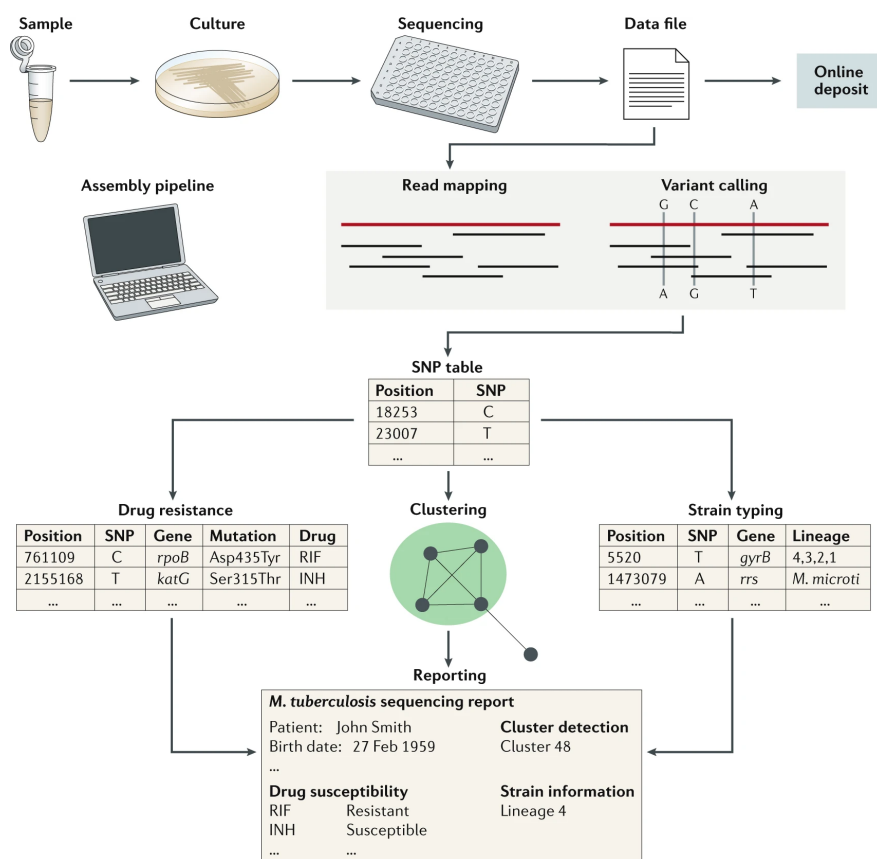 Sample
Culture
Sequencing
Data file
Online
deposit
Assembly pipeline
Read mapping
Variant calling
G C A
A G T
SNP table
Position SNP
18253 C
23007 T
... ...
Drug resistance
Position SNP Gene Mutation Drug
761109 C rpoB Asp435Tyr RIF
2155168 T katG Ser315Thr INH
... ... ... ... ...
Clustering
Strain typing
Position SNP Gene Lineage
5520 T gyrB 4,3,2,1
1473079 A rrs M. microti
... ... ... ...
Reporting
M. tuberculosis sequencing report
Patient: John Smith
Birth date: 27 Feb 1959
...
Cluster detection
Cluster 48
Drug susceptibility
RIF Resistant
INH Susceptible
... ...
Strain information
Lineage 4